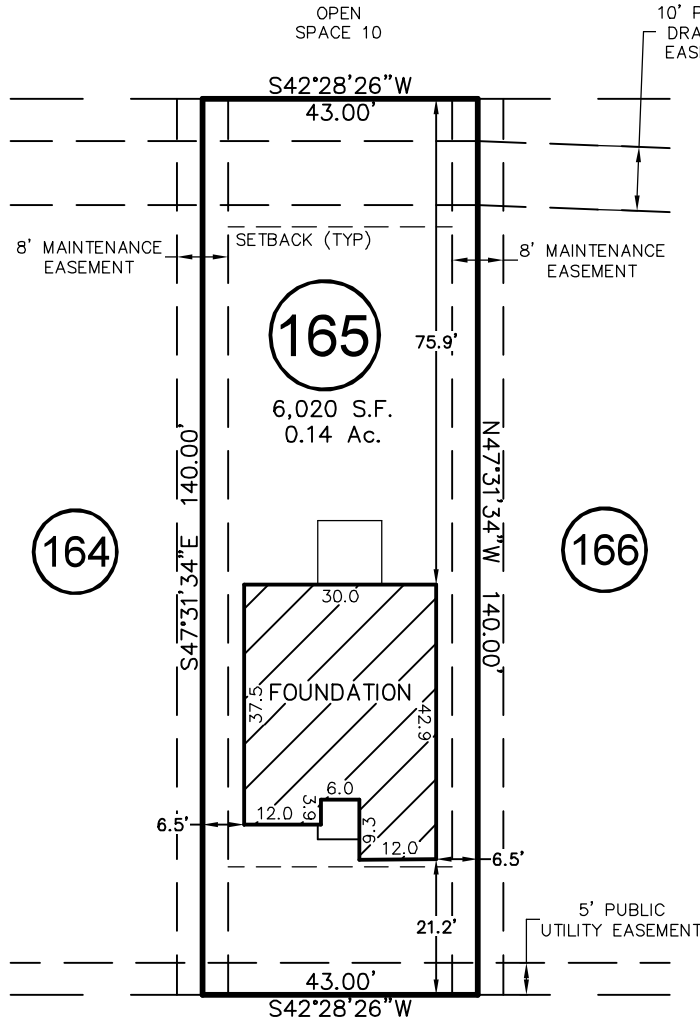 OPEN
SPACE 10
10' P
DRA
EAS
S42°28'26"W
43.00'
SETBACK (TYP)
8' MAINTENANCE
EASEMENT
8' MAINTENANCE
EASEMENT
165
75.9'
6,020 S.F.
0.14 Ac.
S47°31'34"E 140.00'
N47°31'34"W 140.00'
164
166
30.0
FOUNDATION
37.5
42.9
6.0
3.9
12.0
9.3
12.0
6.5'
6.5'
21.2'
5' PUBLIC
UTILITY EASEMENT
43.00'
S42°28'26"W